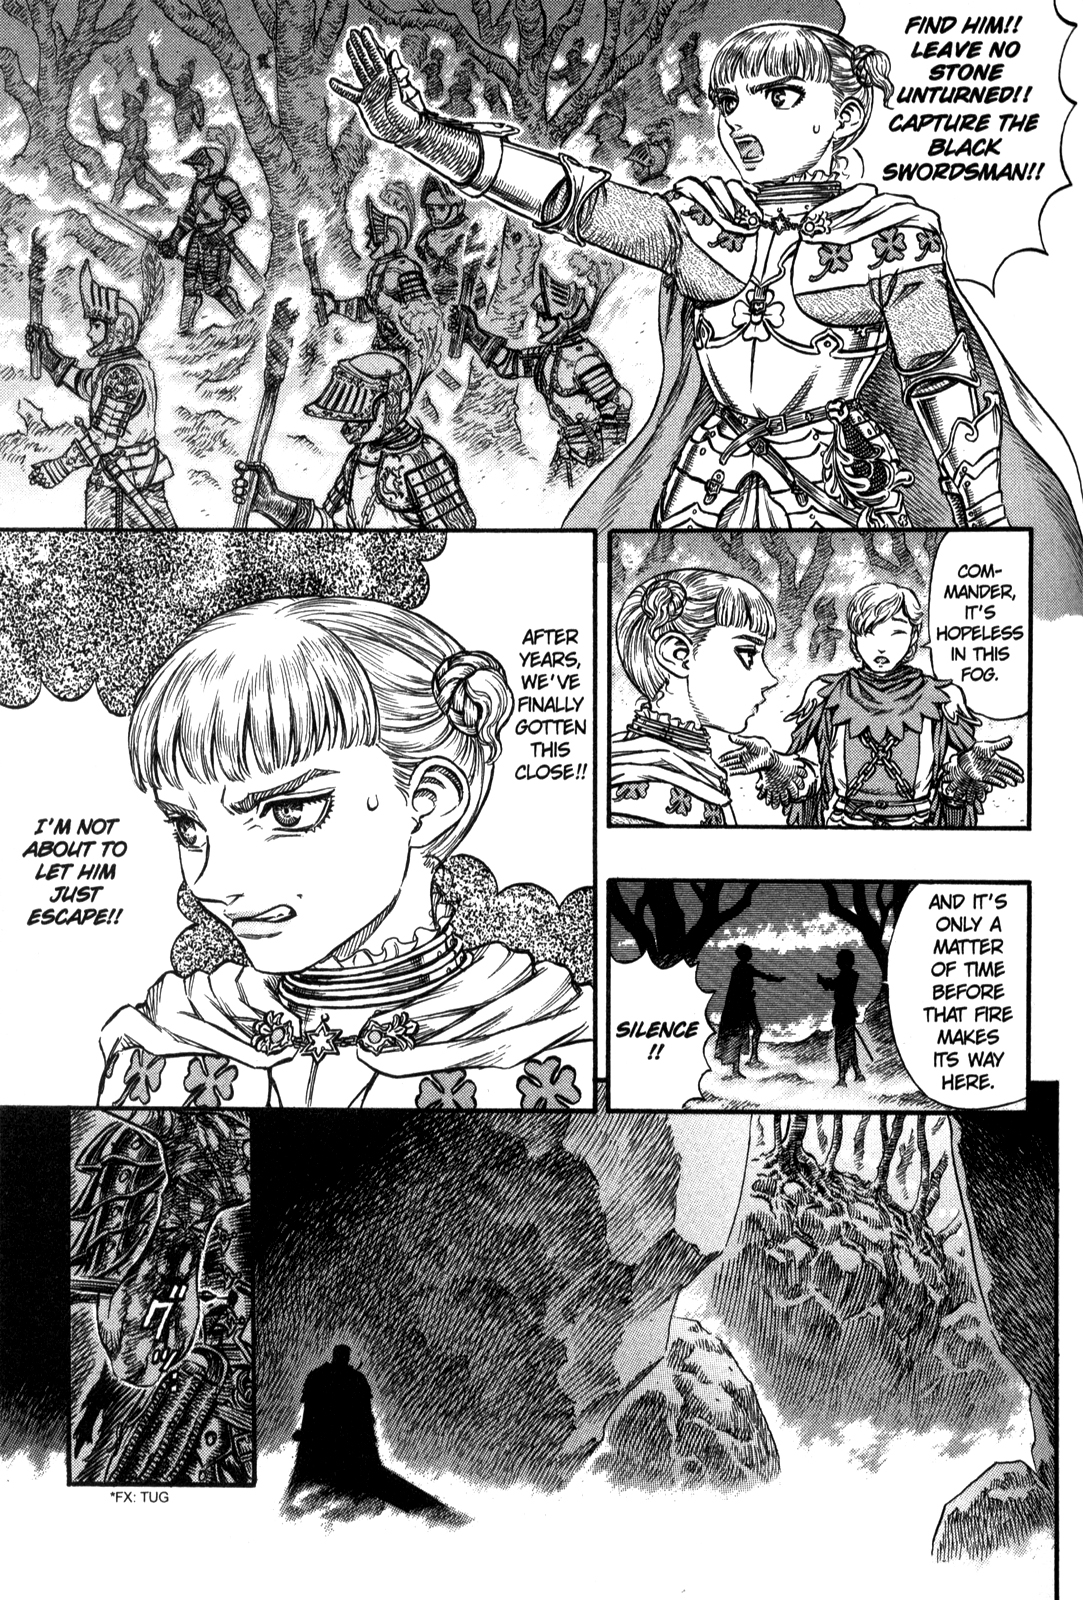 FIND HIM!!
LEAVE NO
STONE
UNTURNED!!
CAPTURE THE
BLACK
SWORDSMAN!!
COM-
MANDER,
IT'S
HOPELESS
IN THIS
FOG.
AFTER
YEARS,
WE'VE
FINALLY
GOTTEN
THIS
CLOSE!!
I'M NOT
ABOUT TO
LET HIM
JUST
ESCAPE!!
AND IT'S
ONLY A
MATTER
OF TIME
BEFORE
THAT FIRE
MAKES
ITS WAY
HERE.
SILENCE
!!
グッ
*FX: TUG